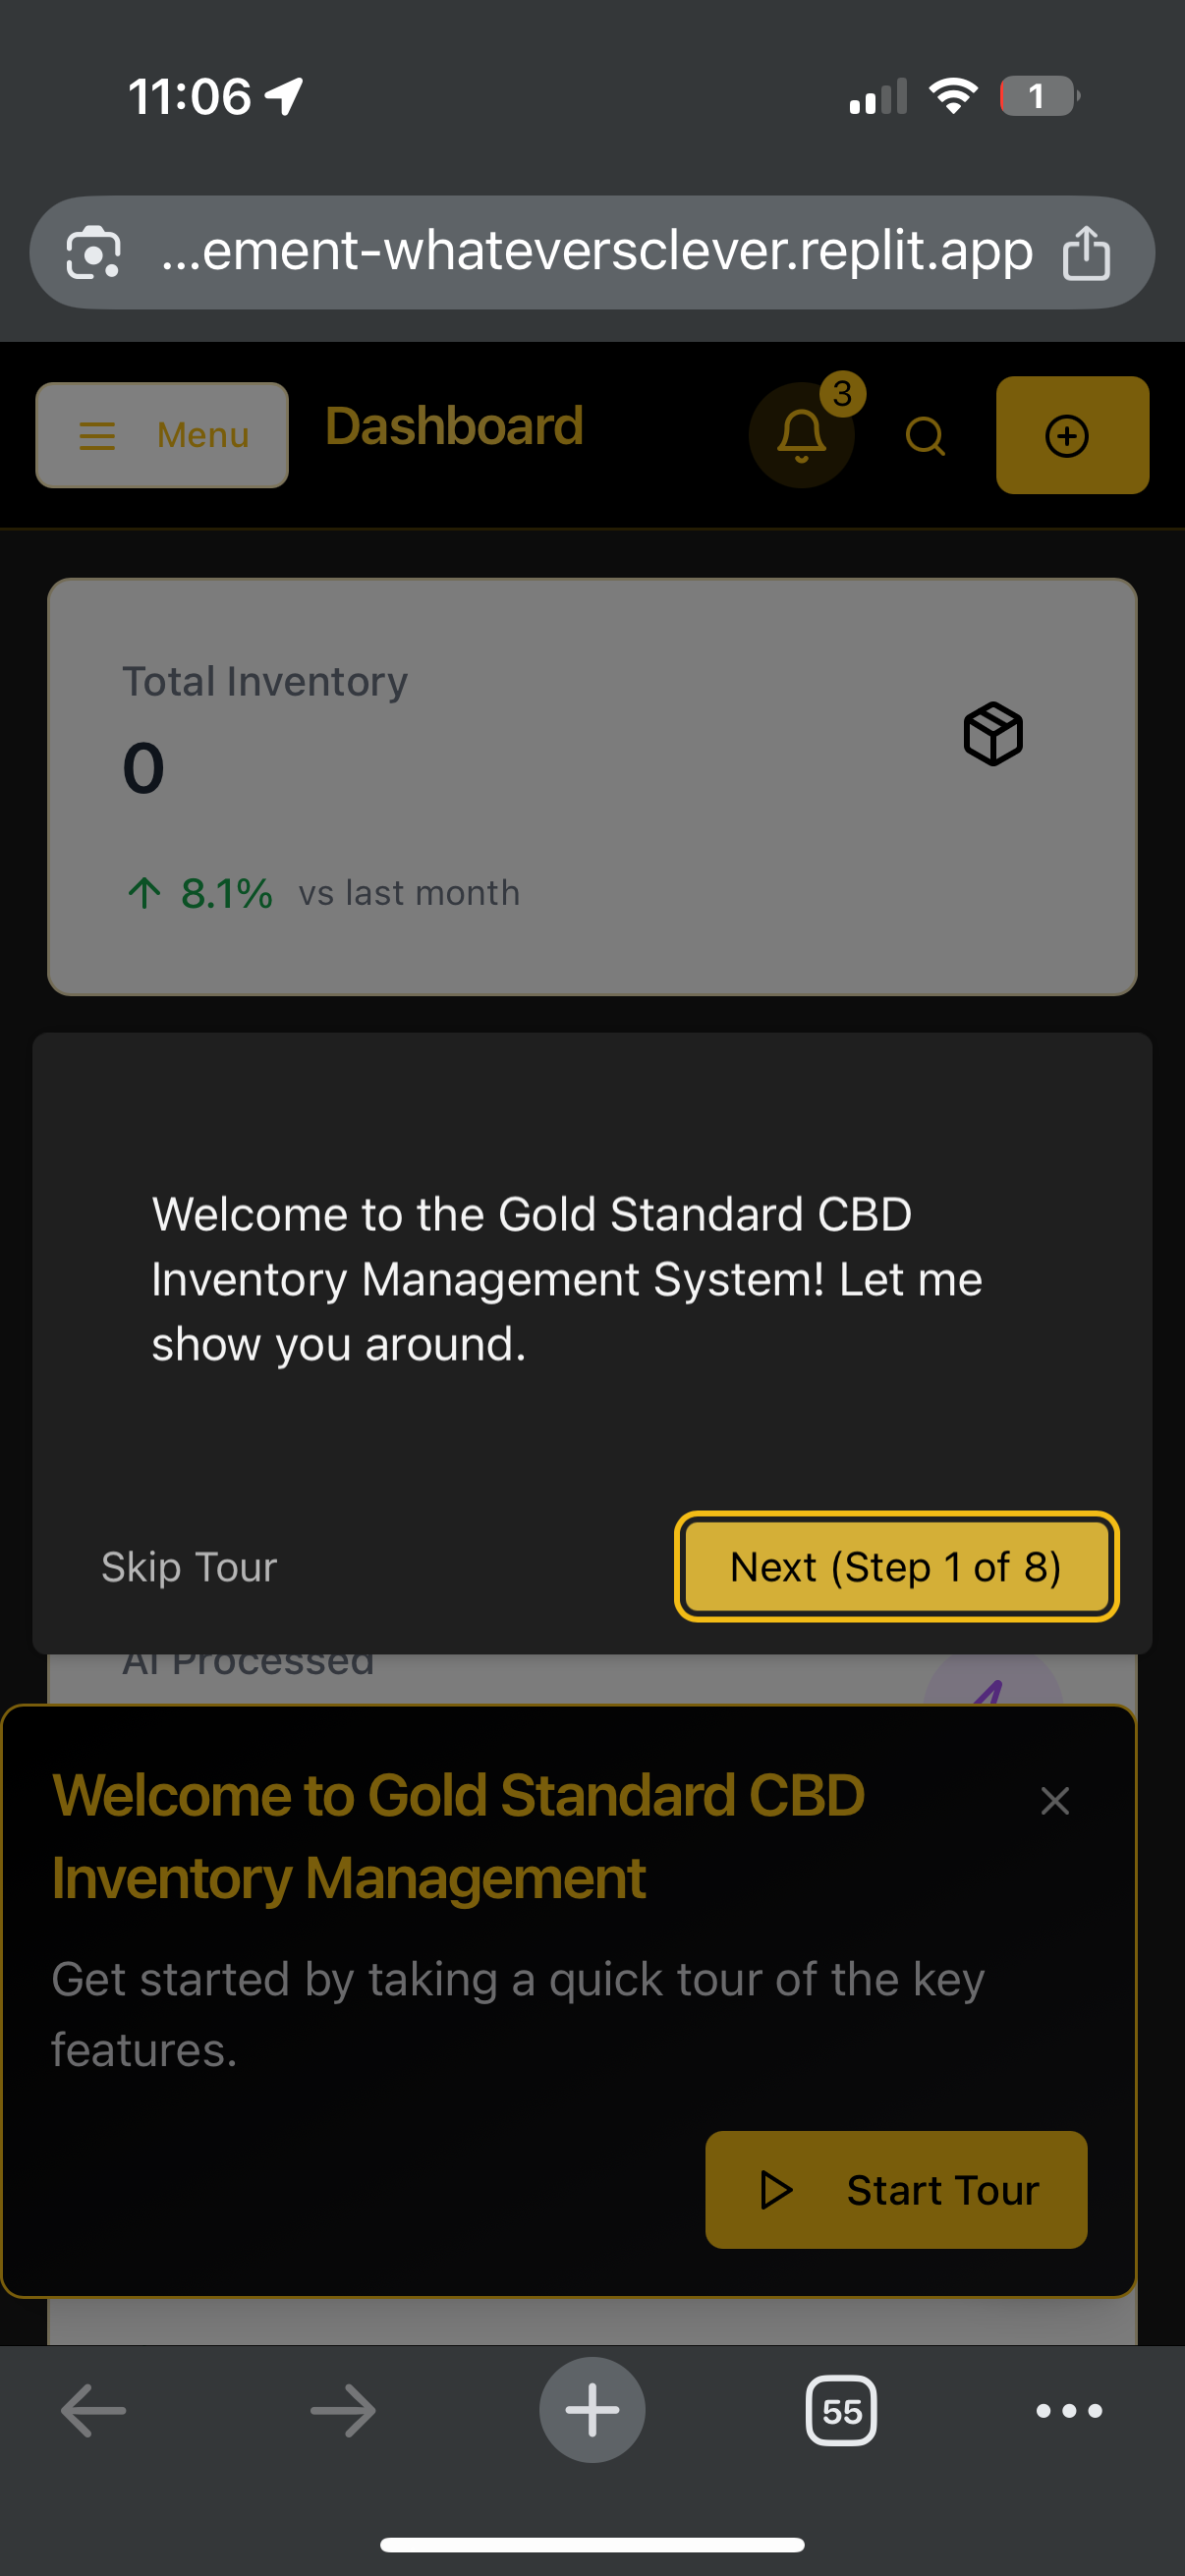 11:06
1
...ement-whateversclever.replit.app
Menu
Dashboard
3
Total Inventory
0
8.1% vs last month
Welcome to the Gold Standard CBD
Inventory Management System! Let me
show you around.
Skip Tour
Next (Step 1 of 8)
AI Processed
Welcome to Gold Standard CBD
Inventory Management
Get started by taking a quick tour of the key
features.
Start Tour
55